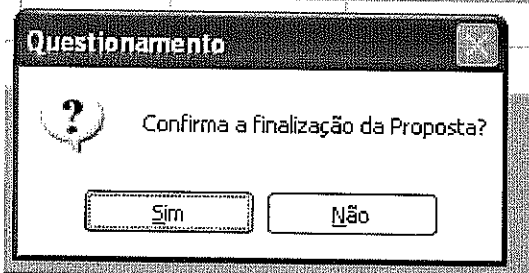 Questionamento
?
Confirma a finalização da Proposta?
Sim
Não